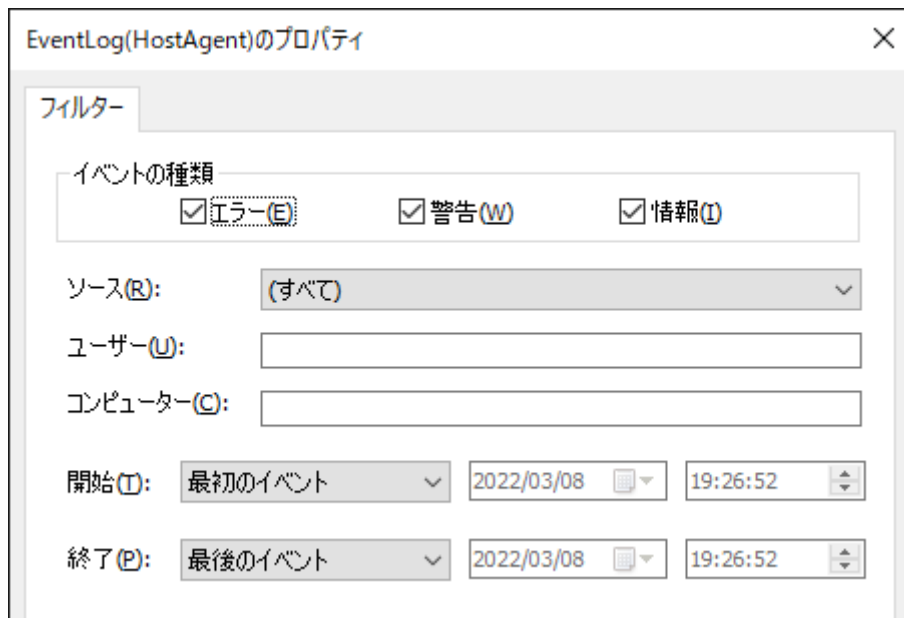 EventLog(HostAgent)のプロパティ
フィルター
イベントの種類
エラー(E) 警告(W) 情報(I)
ソース(R): (すべて)
ユーザー(U):
コンピューター(C):
開始(T): 最初のイベント 2022/03/08 19:26:52
終了(P): 最後のイベント 2022/03/08 19:26:52